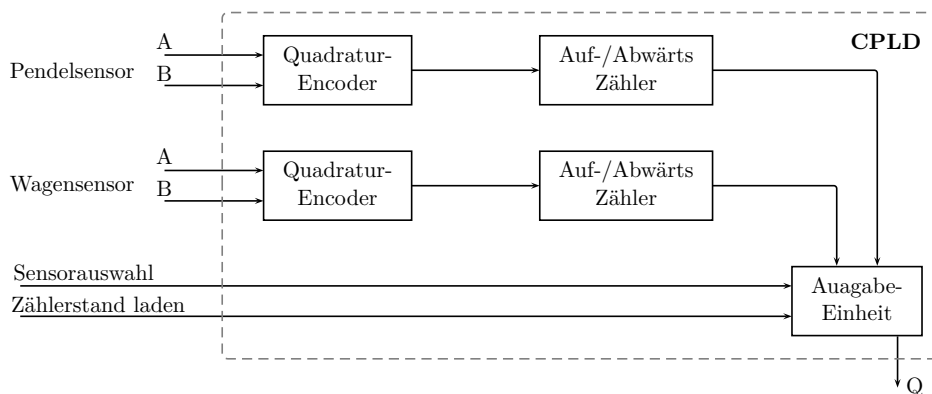 CPLD
A
Pendelsensor
B
Quadratur-
Encoder
Auf-/Abwärts
Zähler
A
Wagensensor
B
Quadratur-
Encoder
Auf-/Abwärts
Zähler
Sensorauswahl
Zählerstand laden
Auagabe-
Einheit
Q